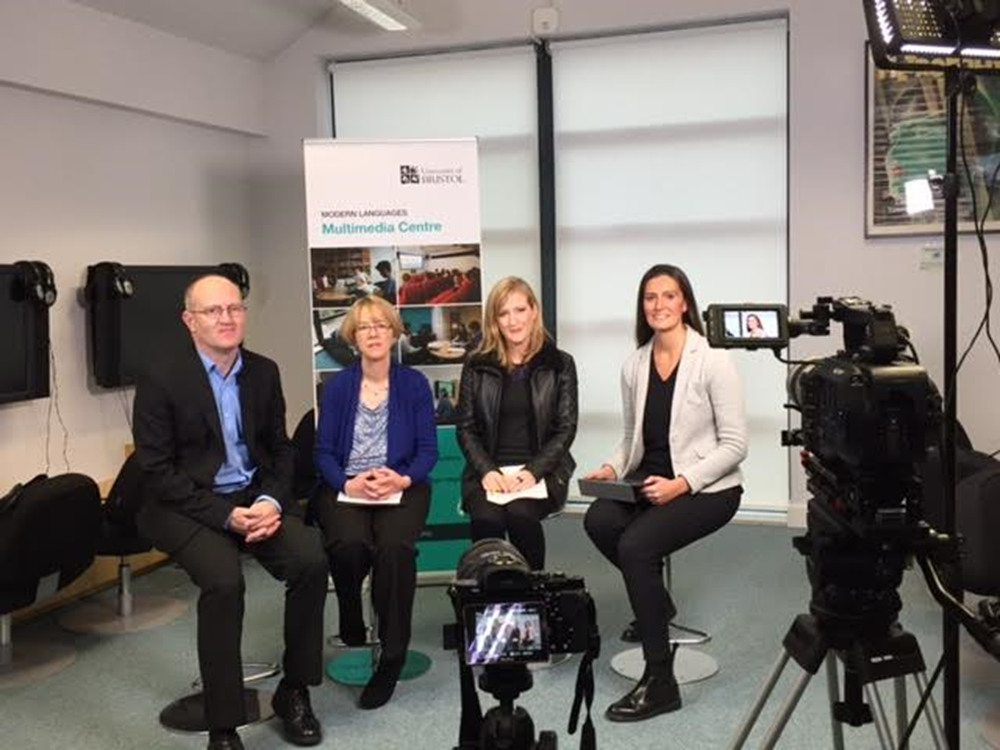 University of
BRISTOL
MODERN LANGUAGES
Multimedia Centre